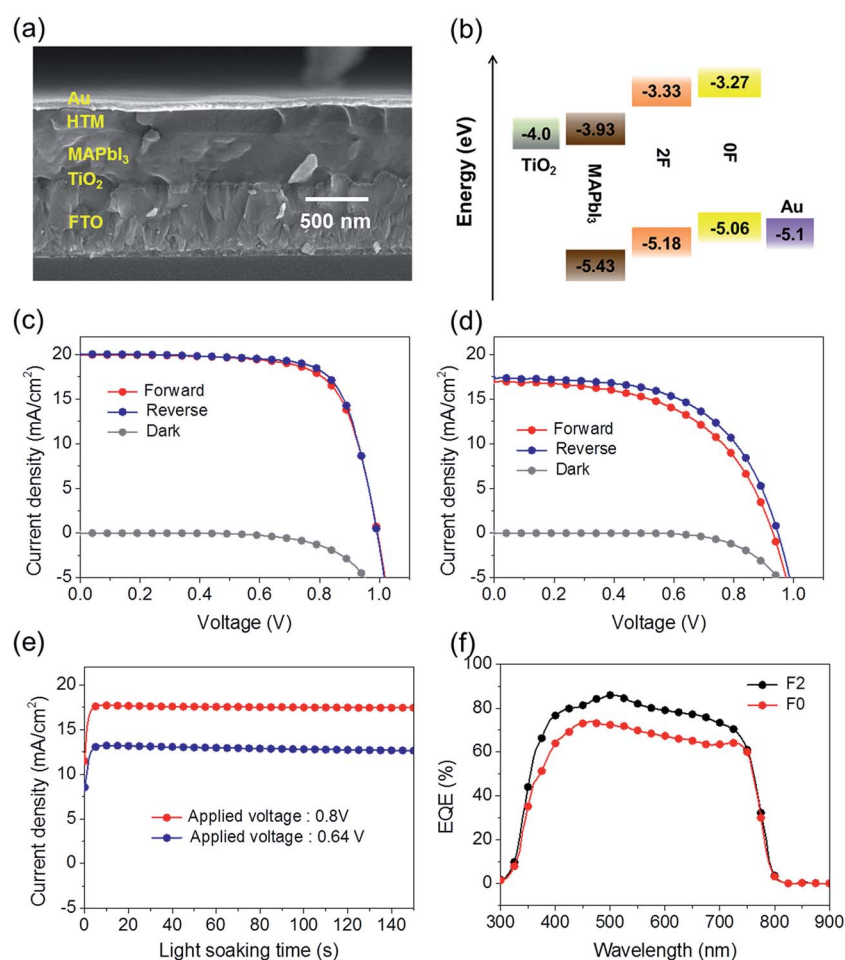 (a)
Au
HTM
MAPbI₃
TiO₂
FTO
500 nm
(b)
Energy (eV)
-3.33
-3.27
-4.0
-3.93
TiO₂
MAPbI₃
2F
0F
Au
-5.18
-5.06
-5.1
-5.43
(c)
Current density (mA/cm²)
20
15
10
5
0
-5
Forward
Reverse
Dark
0.0 0.2 0.4 0.6 0.8 1.0
Voltage (V)
(d)
Current density (mA/cm²)
20
15
10
5
0
-5
Forward
Reverse
Dark
0.0 0.2 0.4 0.6 0.8 1.0
Voltage (V)
(e)
Current density (mA/cm²)
20
15
10
5
0
-5
Applied voltage : 0.8V
Applied voltage : 0.64 V
0 20 40 60 80 100 120 140
Light soaking time (s)
(f)
EQE (%)
100
80
60
40
20
0
F2
F0
300 400 500 600 700 800 900
Wavelength (nm)